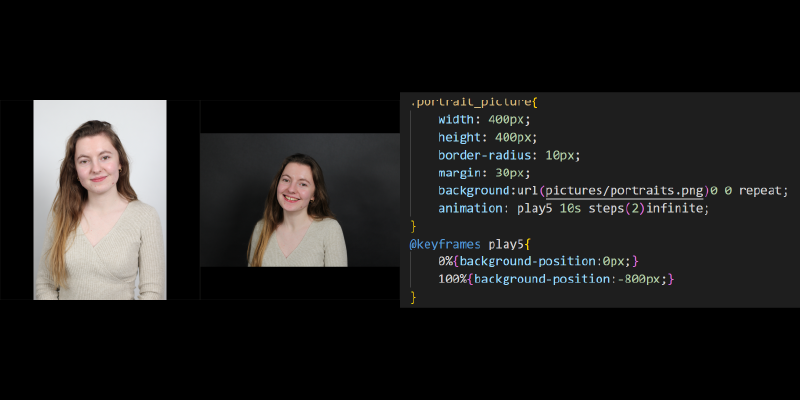 .portrait_picture{
width: 400px;
height: 400px;
border-radius: 10px;
margin: 30px;
background:url(pictures/portraits.png)0 0 repeat;
animation: play5 10s steps(2)infinite;
}
@keyframes play5{
0%{background-position:0px;}
100%{background-position:-800px;}
}